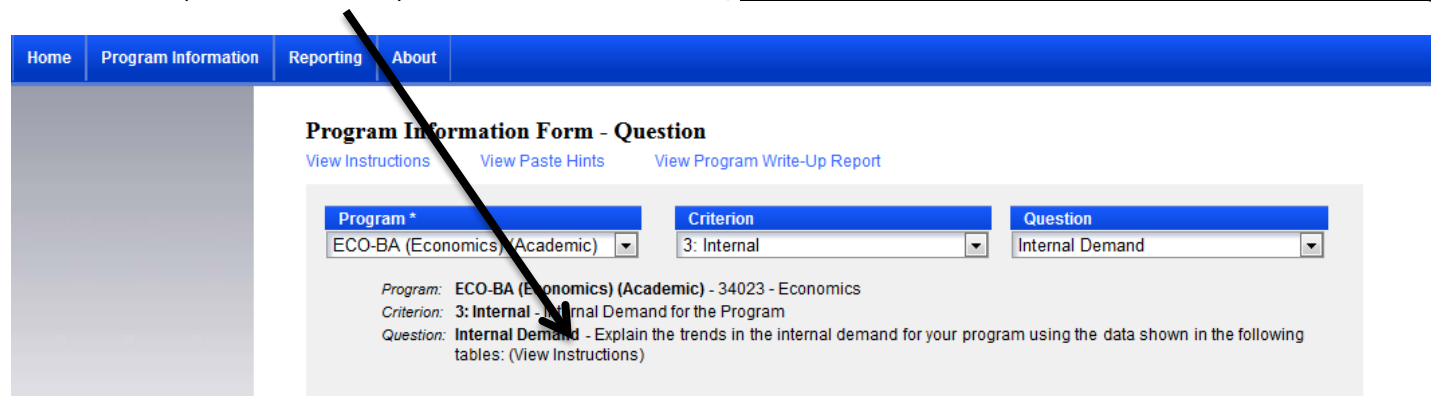 Home Program Information Reporting About
Program Information Form - Question
View Instructions View Paste Hints View Program Write-Up Report
Program * Criterion Question
ECO-BA (Economics) (Academic) 3: Internal Internal Demand
Program: ECO-BA (Economics) (Academic) - 34023 - Economics
Criterion: 3: Internal - Internal Demand for the Program
Question: Internal Demand - Explain the trends in the internal demand for your program using the data shown in the following
tables: (View Instructions)